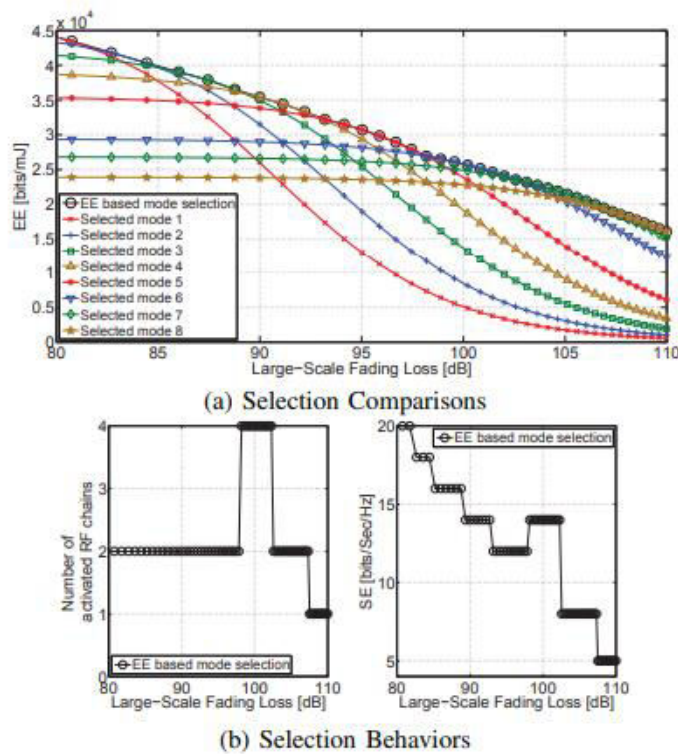 x 10⁴
4.5
4
3.5
3
2.5
2
1.5
1
0.5
0
EE [bits/mJ]
EE based mode selection
Selected mode 1
Selected mode 2
Selected mode 3
Selected mode 4
Selected mode 5
Selected mode 6
Selected mode 7
Selected mode 8
80 85 90 95 100 105 110
Large-Scale Fading Loss [dB]
(a) Selection Comparisons
4
3
2
1
0
Number of
activated RF chains
EE based mode selection
80 90 100 110
Large-Scale Fading Loss [dB]
20
15
10
5
SE [bits/Sec/Hz]
EE based mode selection
80 90 100 110
Large-Scale Fading Loss [dB]
(b) Selection Behaviors